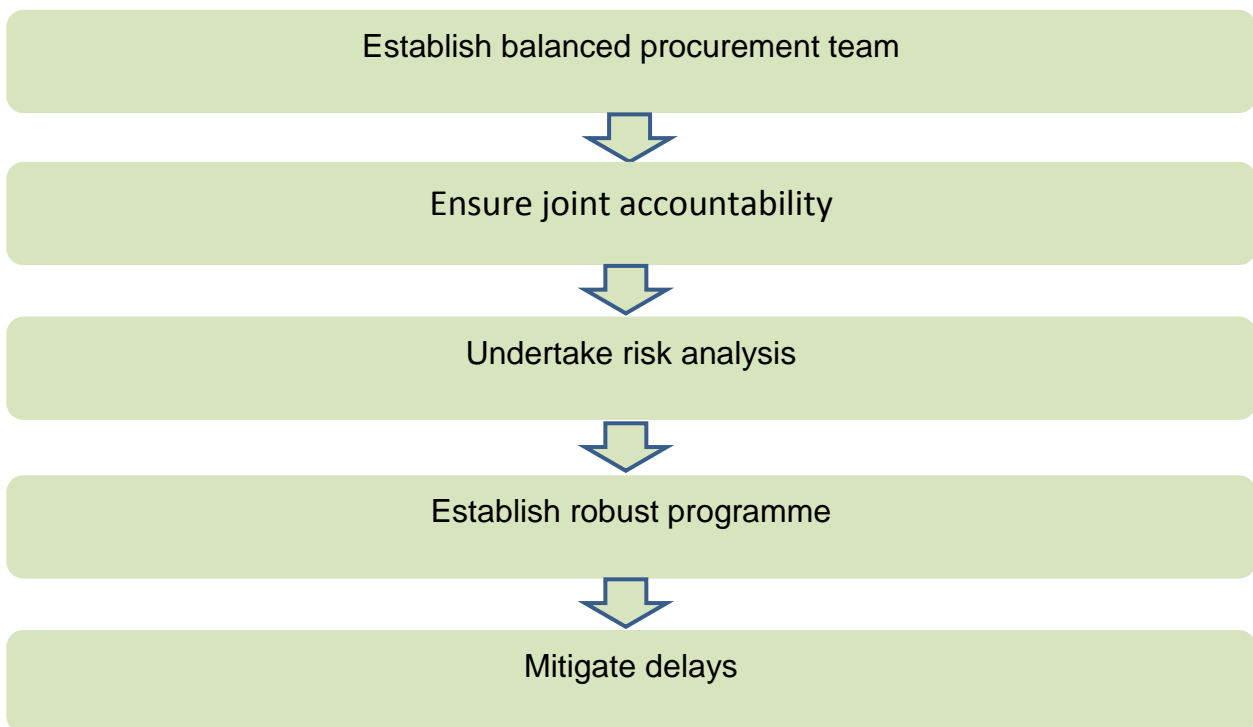 Establish balanced procurement team
Ensure joint accountability
Undertake risk analysis
Establish robust programme
Mitigate delays